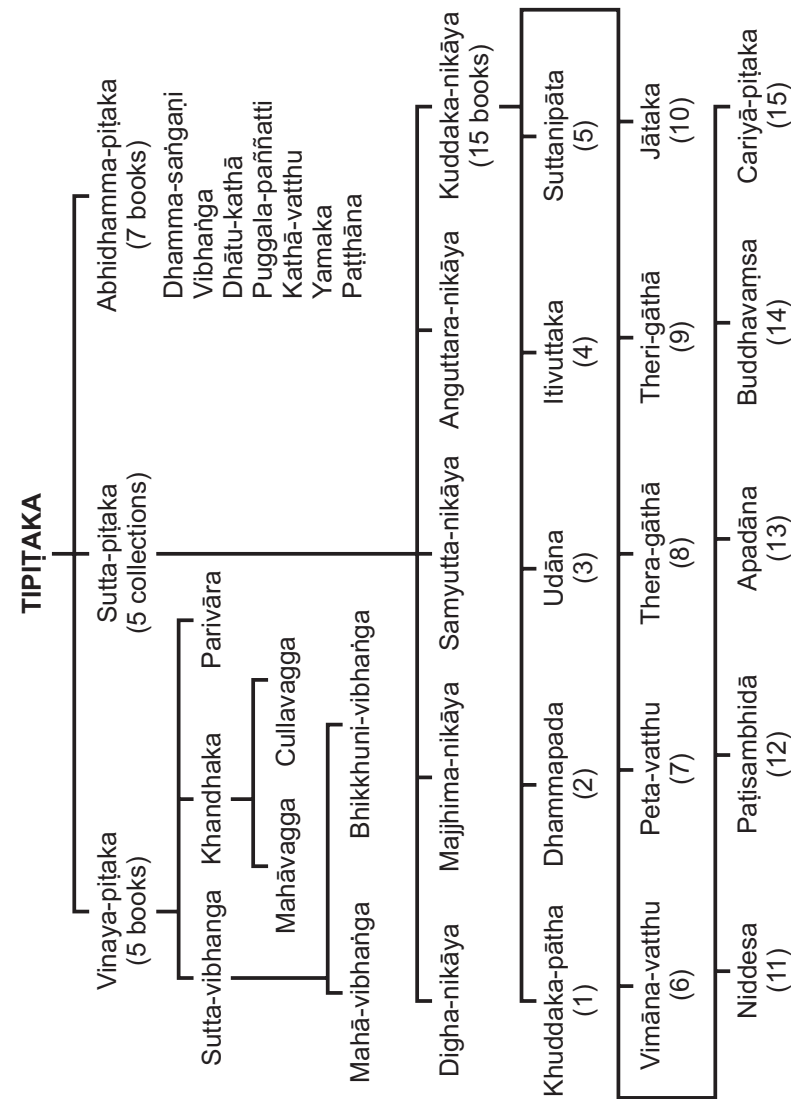 TIPIṬAKA
Vinaya-piṭaka
(5 books)
Sutta-piṭaka
(5 collections)
Abhidhamma-piṭaka
(7 books)
Sutta-vibhanga
Khandhaka
Parivāra
Dhamma-saṅgaṇi
Vibhaṅga
Dhātu-kathā
Puggala-paññatti
Kathā-vatthu
Yamaka
Paṭṭhāna
Mahāvagga
Cullavagga
Mahā-vibhaṅga
Bhikkhuni-vibhaṅga
Digha-nikāya
Majjhima-nikāya
Samyutta-nikāya
Anguttara-nikāya
Kuddaka-nikāya
(15 books)
Khuddaka-pātha
(1)
Dhammapada
(2)
Udāna
(3)
Itivuttaka
(4)
Suttanipāta
(5)
Vimāna-vatthu
(6)
Peta-vatthu
(7)
Thera-gāthā
(8)
Theri-gāthā
(9)
Jātaka
(10)
Niddesa
(11)
Paṭisambhidā
(12)
Apadāna
(13)
Buddhavaṃsa
(14)
Cariyā-piṭaka
(15)